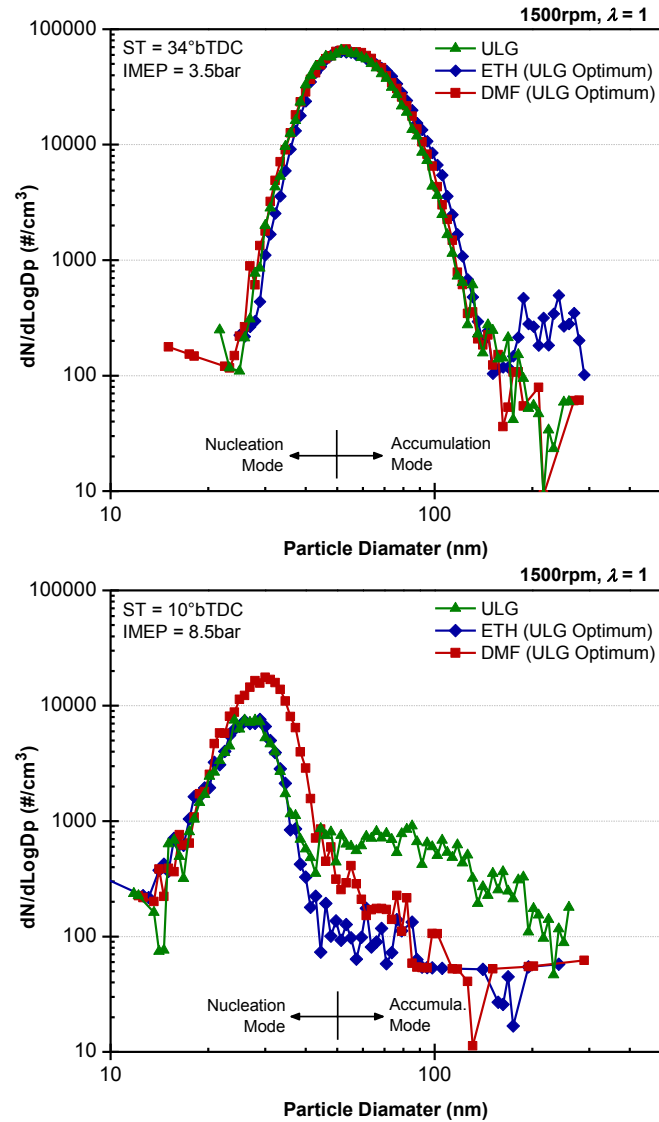 1500rpm, λ = 1
ST = 34°bTDC
IMEP = 3.5bar
ULG
ETH (ULG Optimum)
DMF (ULG Optimum)
100000
10000
1000
100
10
dN/dLogDp (#/cm³)
Nucleation
Mode
Accumulation
Mode
10
100
Particle Diamater (nm)
1500rpm, λ = 1
ST = 10°bTDC
IMEP = 8.5bar
ULG
ETH (ULG Optimum)
DMF (ULG Optimum)
100000
10000
1000
100
10
dN/dLogDp (#/cm³)
Nucleation
Mode
Accumula.
Mode
10
100
Particle Diamater (nm)